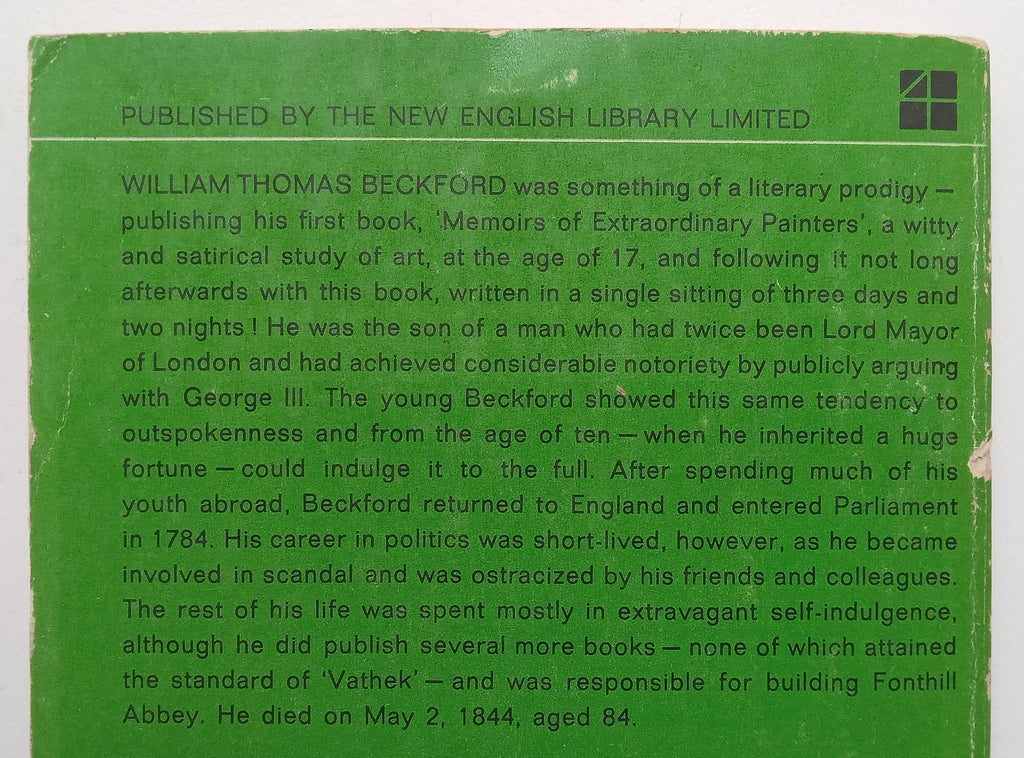 PUBLISHED BY THE NEW ENGLISH LIBRARY LIMITED
WILLIAM THOMAS BECKFORD was something of a literary prodigy —
publishing his first book, 'Memoirs of Extraordinary Painters', a witty
and satirical study of art, at the age of 17, and following it not long
afterwards with this book, written in a single sitting of three days and
two nights! He was the son of a man who had twice been Lord Mayor
of London and had achieved considerable notoriety by publicly arguing
with George III. The young Beckford showed this same tendency to
outspokenness and from the age of ten — when he inherited a huge
fortune — could indulge it to the full. After spending much of his
youth abroad, Beckford returned to England and entered Parliament
in 1784. His career in politics was short-lived, however, as he became
involved in scandal and was ostracized by his friends and colleagues.
The rest of his life was spent mostly in extravagant self-indulgence,
although he did publish several more books — none of which attained
the standard of 'Vathek' — and was responsible for building Fonthill
Abbey. He died on May 2, 1844, aged 84.